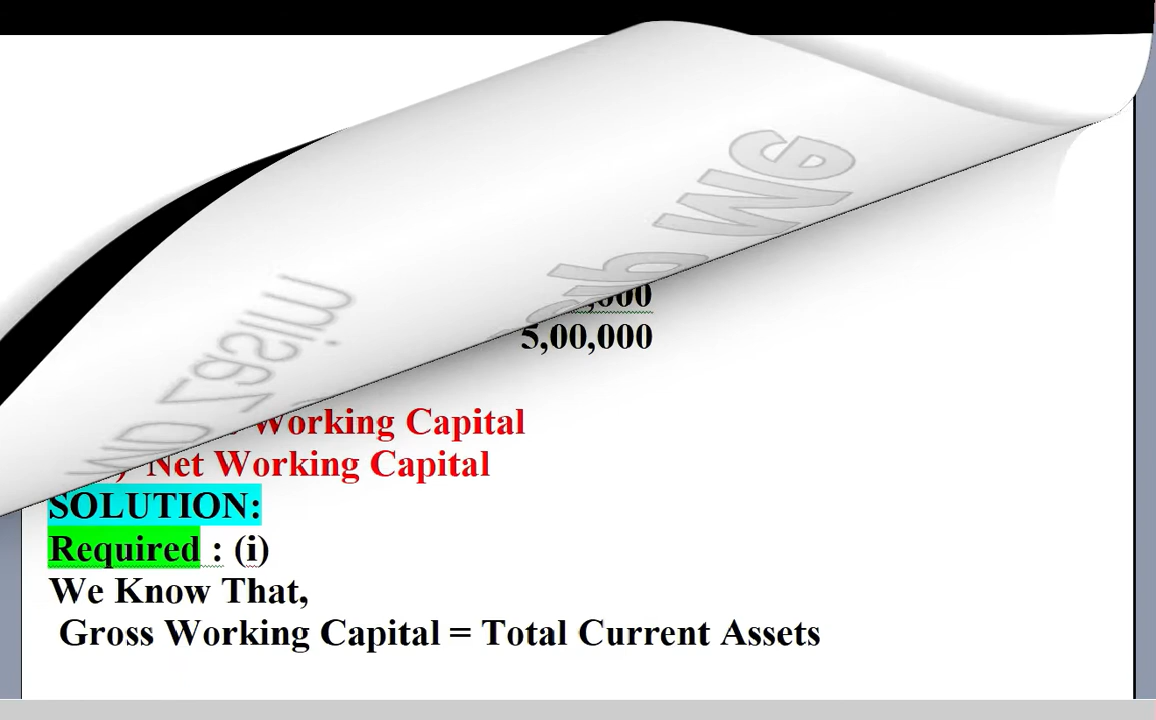 5,00,000
Working Capital
Net Working Capital
SOLUTION:
Required : (i)
We Know That,
Gross Working Capital = Total Current Assets